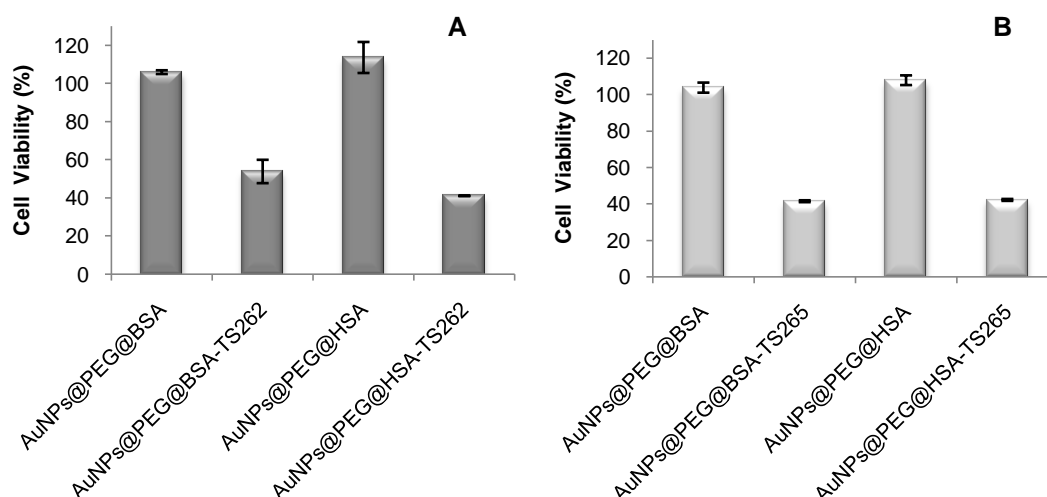 A
Cell Viability (%)
120
100
80
60
40
20
0
AuNPs@PEG@BSA
AuNPs@PEG@BSA-TS262
AuNPs@PEG@HSA
AuNPs@PEG@HSA-TS262
B
Cell Viability (%)
120
100
80
60
40
20
0
AuNPs@PEG@BSA
AuNPs@PEG@BSA-TS265
AuNPs@PEG@HSA
AuNPs@PEG@HSA-TS265